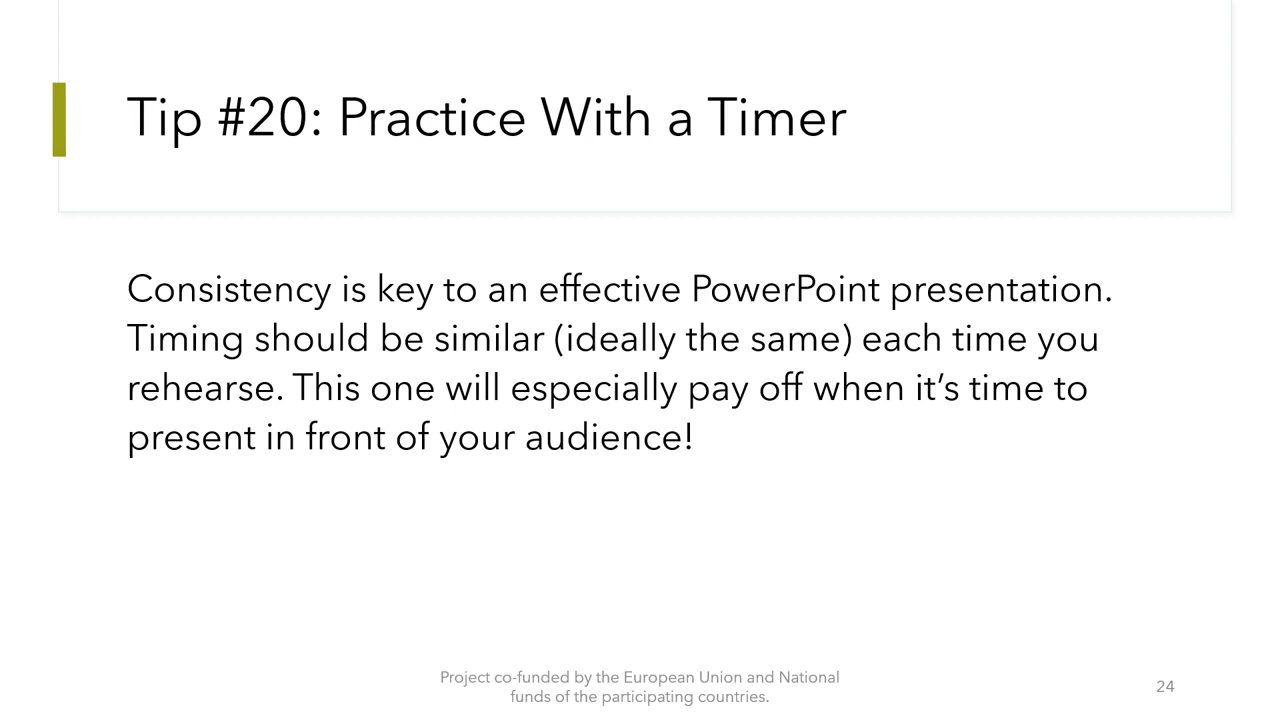 Tip #20: Practice With a Timer
Consistency is key to an effective PowerPoint presentation.
Timing should be similar (ideally the same) each time you
rehearse. This one will especially pay off when it’s time to
present in front of your audience!
Project co-funded by the European Union and National
funds of the participating countries.
24